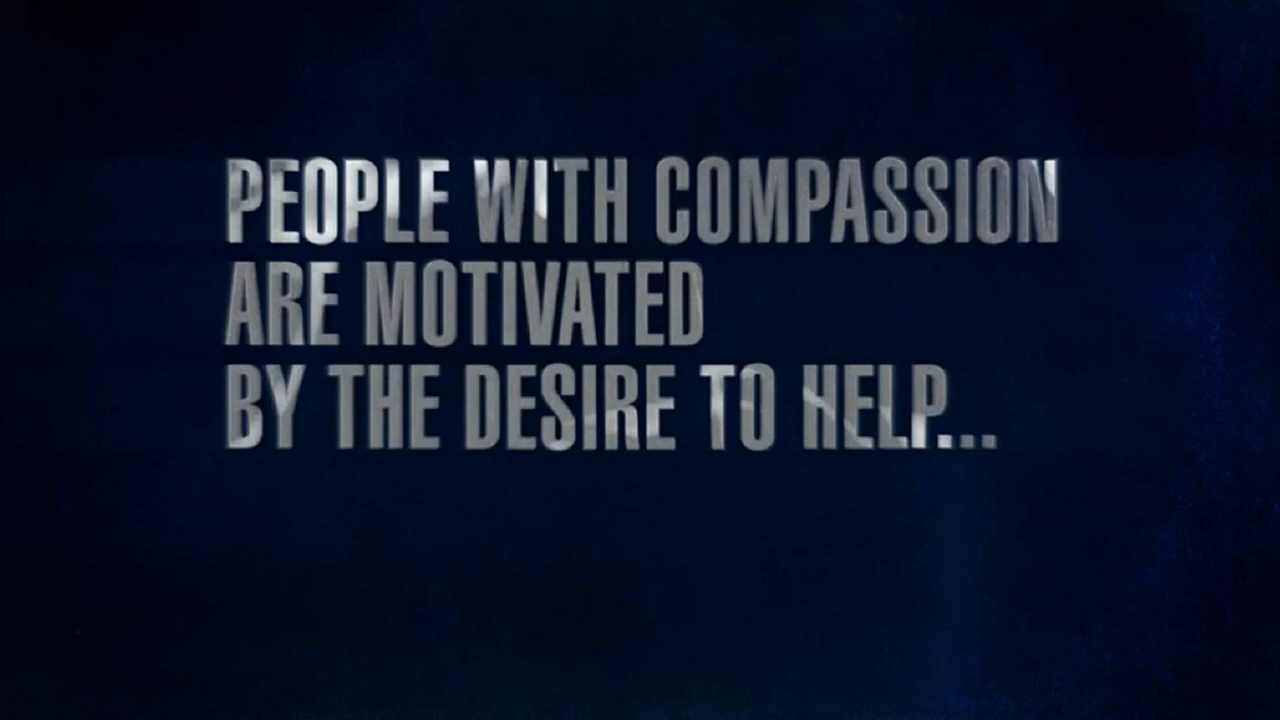 PEOPLE WITH COMPASSION
ARE MOTIVATED
BY THE DESIRE TO HELP...